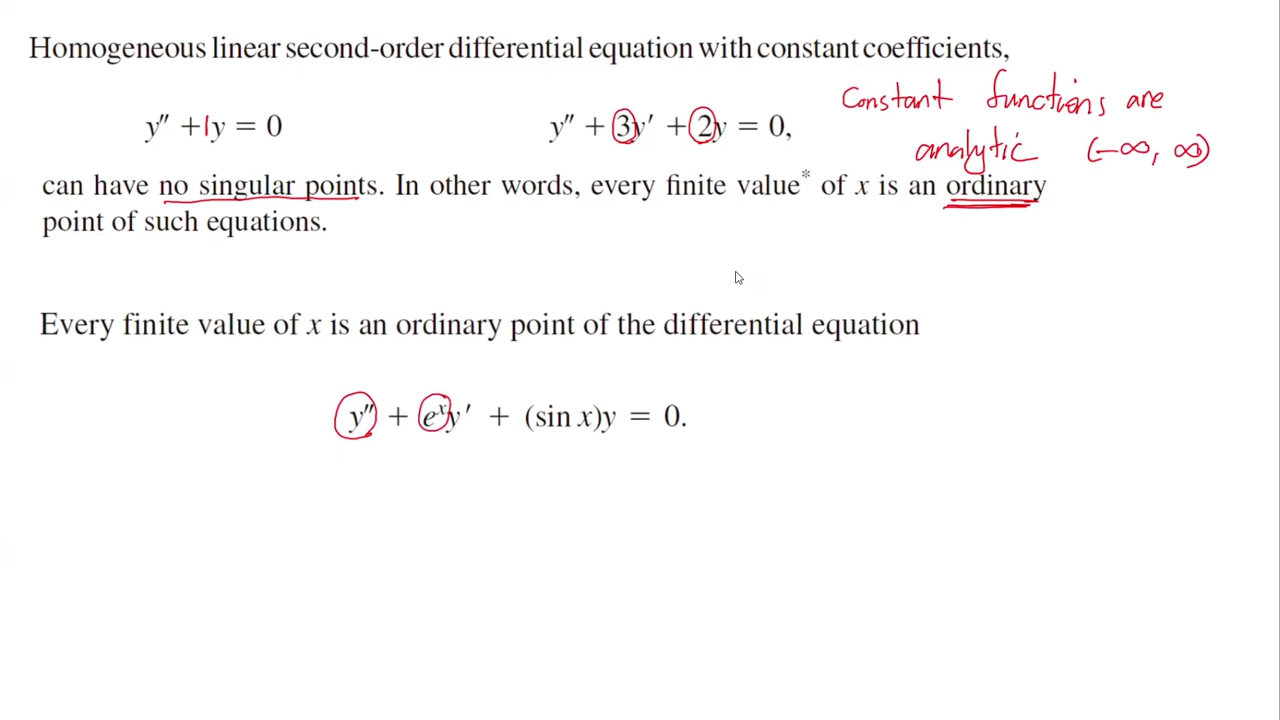 Homogeneous linear second-order differential equation with constant coefficients,
Constant functions are
y″ + 1y = 0 y″ + 3y′ + 2y = 0,
analytic (-∞, ∞)
can have no singular points. In other words, every finite value* of x is an ordinary
point of such equations.
Every finite value of x is an ordinary point of the differential equation
y″ + eˣy′ + (sin x)y = 0.